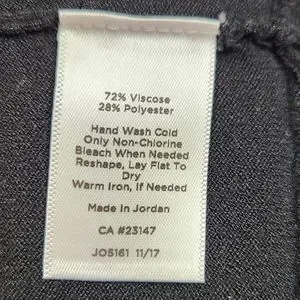 72% Viscose
28% Polyester
Hand Wash Cold
Only Non-Chlorine
Bleach When Needed
Reshape, Lay Flat To
Dry
Warm Iron, If Needed
Made In Jordan
CA #23147
JO5161 11/17